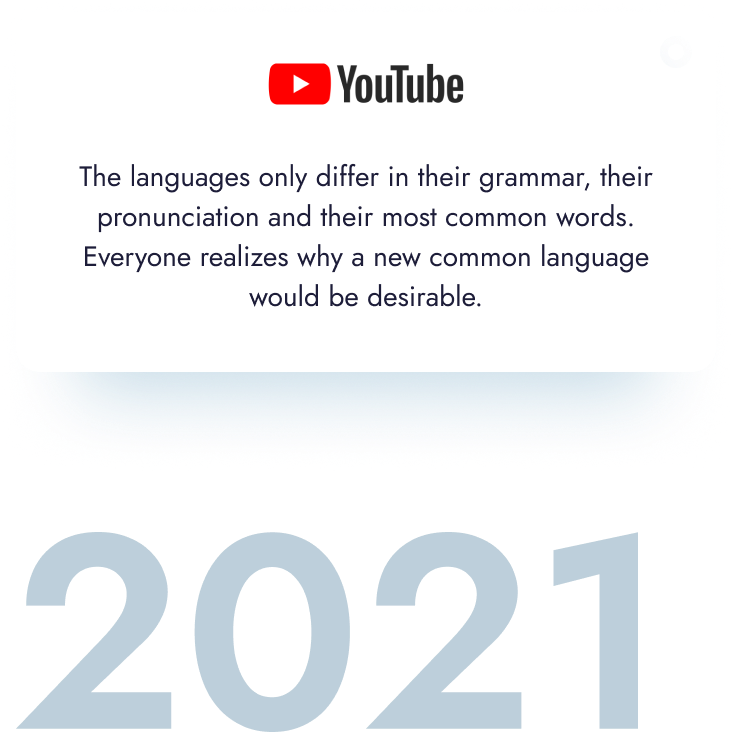 YouTube
The languages only differ in their grammar, their
pronunciation and their most common words.
Everyone realizes why a new common language
would be desirable.
2021